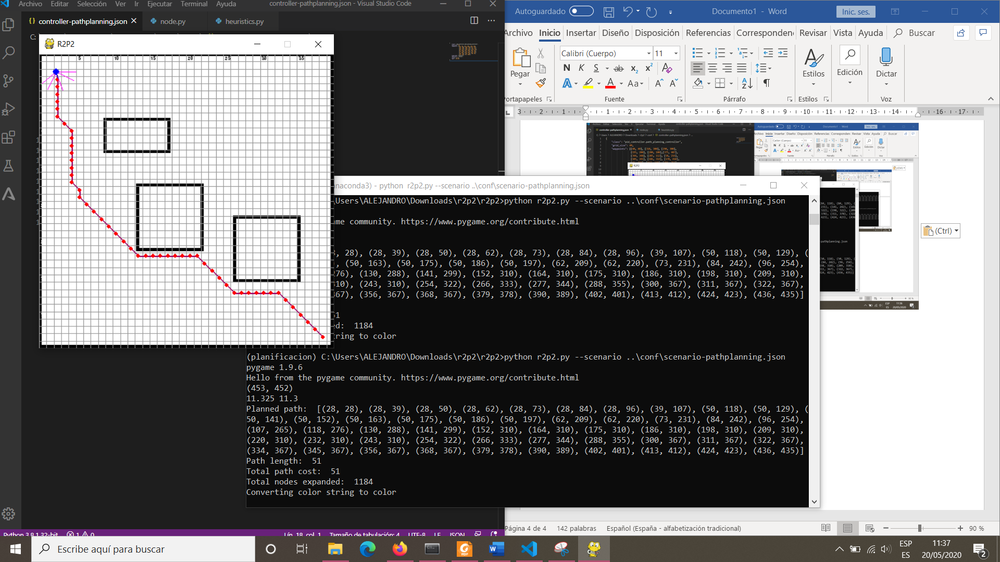 Archivo Editar Selección Ver Ir Ejecutar Terminal Ayuda controller-pathplanning.json - Visual Studio Code
controller-pathplanning.json node.py heuristics.py
C:
R2P2
5 10 15 20 25 30 35
Autoguardado Documento1 - Word Inic. ses.
Archivo Inicio Insertar Diseño Disposición Referencias Corresponden Revisar Vista Ayuda Buscar
Calibri (Cuerpo) 11
Pegar
N K S ab x₂ x²
A A Aa A A
Estilos Edición Dictar
Portapapeles Fuente Párrafo Estilos Voz
3 2 1 1 2 3 4 5 6 7 8 9 10 11 12 13 14 16 17
(Ctrl)
naconda3) - python r2p2.py --scenario ..\conf\scenario-pathplanning.json
\Users\ALEJANDRO\Downloads\r2p2\r2p2>python r2p2.py --scenario ..\conf\scenario-pathplanning.json
me community. https://www.pygame.org/contribute.html
, 28), (28, 39), (28, 50), (28, 62), (28, 73), (28, 84), (28, 96), (39, 107), (50, 118), (50, 129), (
, (50, 163), (50, 175), (50, 186), (50, 197), (62, 209), (62, 220), (73, 231), (84, 242), (96, 254),
276), (130, 288), (141, 299), (152, 310), (164, 310), (175, 310), (186, 310), (198, 310), (209, 310),
310), (243, 310), (254, 322), (266, 333), (277, 344), (288, 355), (300, 367), (311, 367), (322, 367),
367), (356, 367), (368, 367), (379, 378), (390, 389), (402, 401), (413, 412), (424, 423), (436, 435)]
51
ed:  1184
ring to color
(planificacion) C:\Users\ALEJANDRO\Downloads\r2p2\r2p2>python r2p2.py --scenario ..\conf\scenario-pathplanning.json
pygame 1.9.6
Hello from the pygame community. https://www.pygame.org/contribute.html
(453, 452)
11.325 11.3
Planned path:  [(28, 28), (28, 39), (28, 50), (28, 62), (28, 73), (28, 84), (28, 96), (39, 107), (50, 118), (50, 129), (
50, 141), (50, 152), (50, 163), (50, 175), (50, 186), (50, 197), (62, 209), (62, 220), (73, 231), (84, 242), (96, 254),
(107, 265), (118, 276), (130, 288), (141, 299), (152, 310), (164, 310), (175, 310), (186, 310), (198, 310), (209, 310),
(220, 310), (232, 310), (243, 310), (254, 322), (266, 333), (277, 344), (288, 355), (300, 367), (311, 367), (322, 367),
(334, 367), (345, 367), (356, 367), (368, 367), (379, 378), (390, 389), (402, 401), (413, 412), (424, 423), (436, 435)]
Path length:  51
Total path cost:  51
Total nodes expanded:  1184
Converting color string to color
Python 3.8.1 32-bit 1 0 Lín. 18, col. 1 Tamaño de tabulación: 4 UTF-8 LF JSON
Página 4 de 4 142 palabras Español (España - alfabetización tradicional) 90 %
Escribe aquí para buscar
ESP
ES
11:37
20/05/2020
2